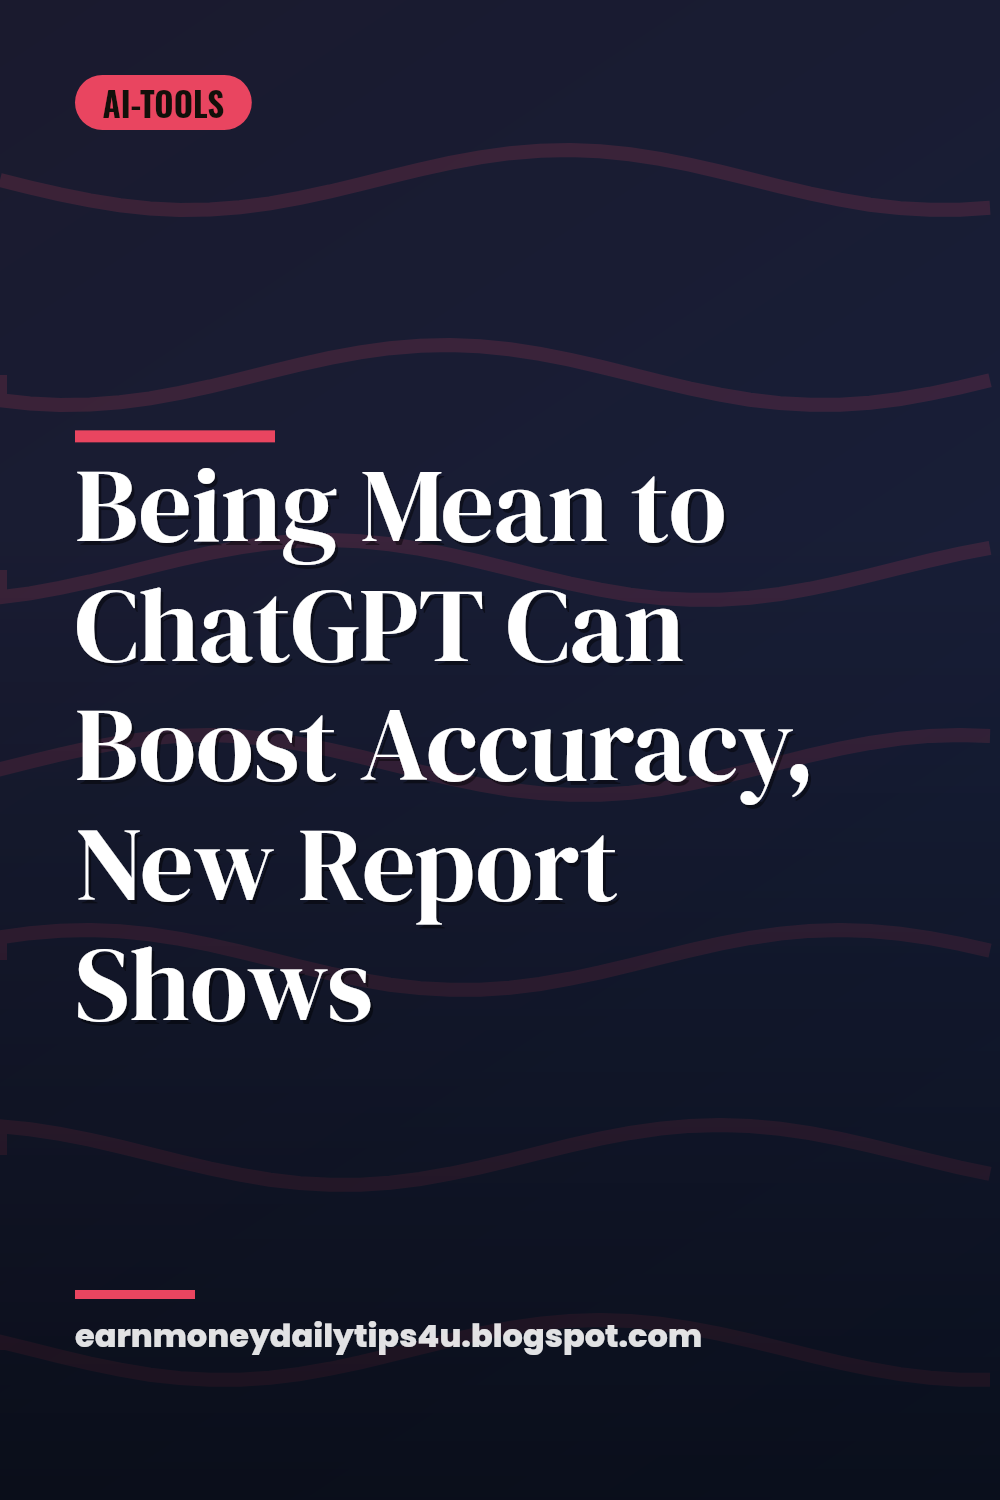 AI-TOOLS
Being Mean to
ChatGPT Can
Boost Accuracy,
New Report
Shows
earnmoneydailytips4u.blogspot.com